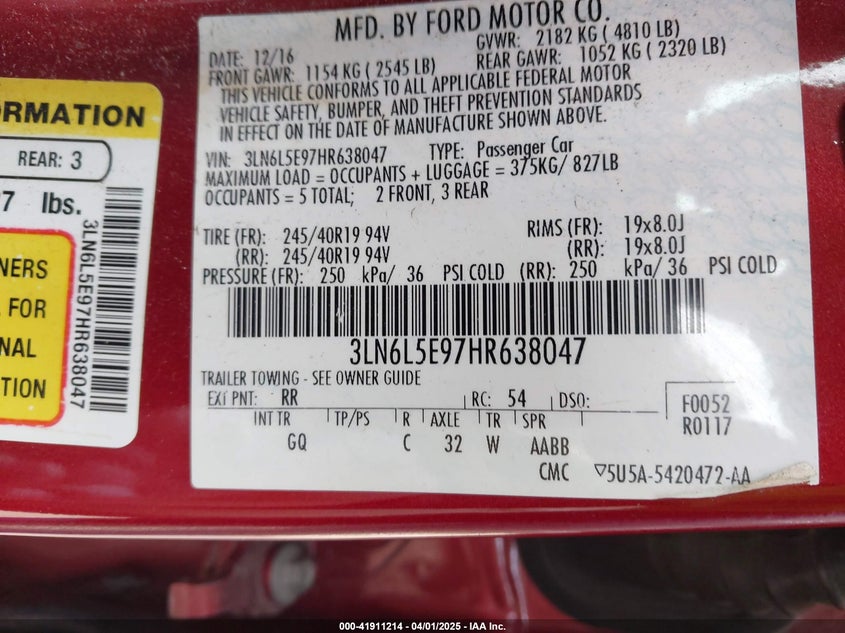 MFD. BY FORD MOTOR CO.
DATE: 12/16 GVWR: 2182 KG ( 4810 LB)
FRONT GAWR: 1154 KG ( 2545 LB) REAR GAWR: 1052 KG ( 2320 LB)
THIS VEHICLE CONFORMS TO ALL APPLICABLE FEDERAL MOTOR
VEHICLE SAFETY, BUMPER, AND THEFT PREVENTION STANDARDS
IN EFFECT ON THE DATE OF MANUFACTURE SHOWN ABOVE.
VIN: 3LN6L5E97HR638047 TYPE: Passenger Car
MAXIMUM LOAD = OCCUPANTS + LUGGAGE = 375KG/ 827LB
OCCUPANTS = 5 TOTAL; 2 FRONT, 3 REAR
TIRE (FR): 245/40R19 94V RIMS (FR): 19x8.0J
(RR): 245/40R19 94V (RR): 19x8.0J
PRESSURE (FR): 250 kPa/ 36 PSI COLD (RR): 250 kPa/ 36 PSI COLD
3LN6L5E97HR638047
TRAILER TOWING - SEE OWNER GUIDE
EXT PNT: RR RC: 54 DSO:
INT TR TP/PS R AXLE TR SPR
GQ C 32 W AABB
F0052
R0117
CMC ▽5U5A-5420472-AA
ORMATION
REAR: 3
7 lbs.
NERS
FOR
NAL
TION
3LN6L5E97HR638047
000-41911214 - 04/01/2025 - IAA Inc.